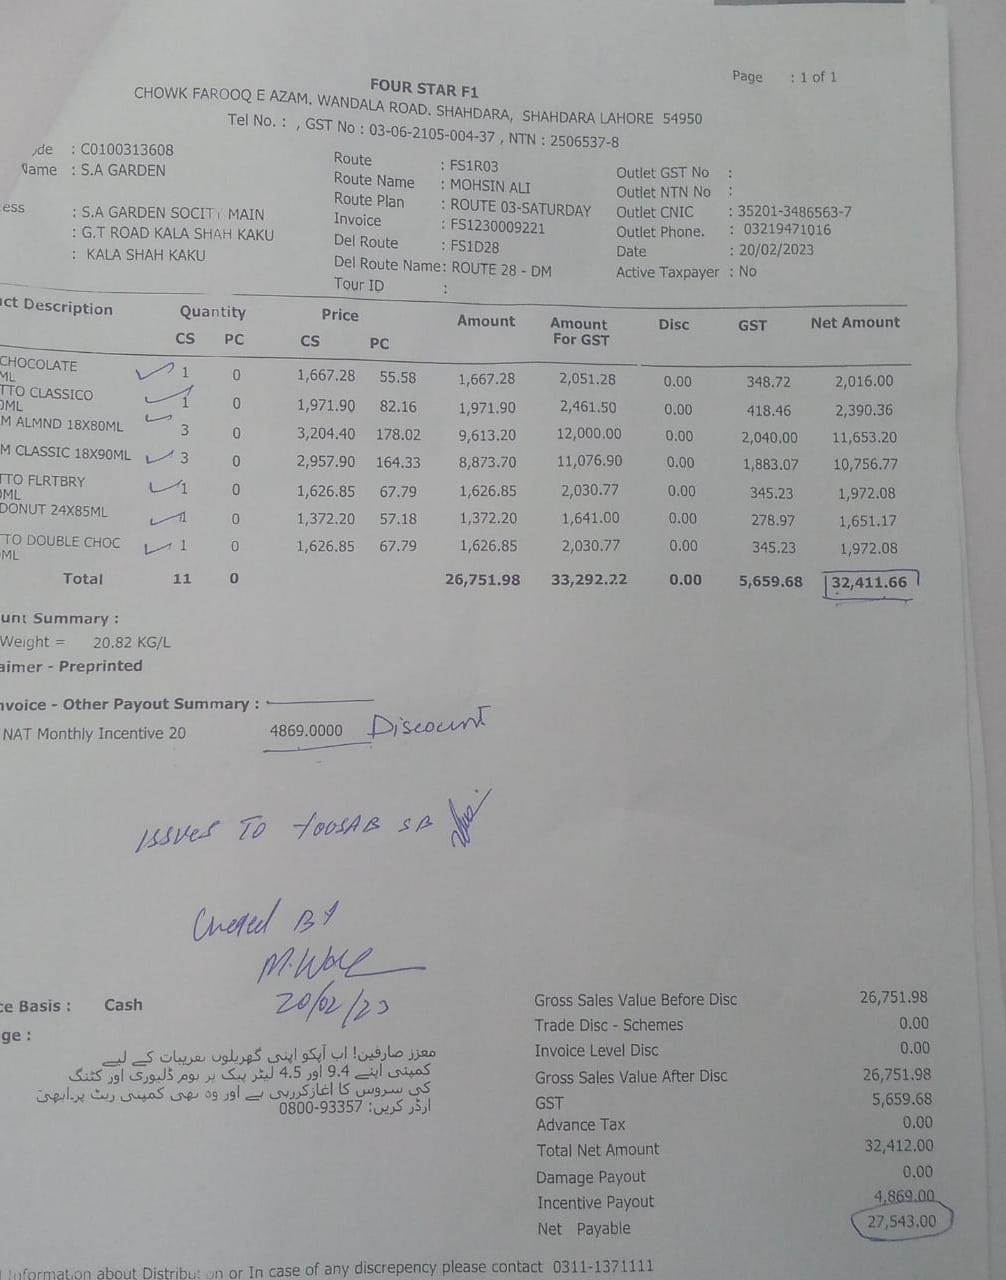 Page : 1 of 1
FOUR STAR F1
CHOWK FAROOQ E AZAM. WANDALA ROAD. SHAHDARA, SHAHDARA LAHORE 54950
Tel No. : , GST No : 03-06-2105-004-37 , NTN : 2506537-8
de : C0100313608
Name : S.A GARDEN
ess : S.A GARDEN SOCITY MAIN
: G.T ROAD KALA SHAH KAKU
: KALA SHAH KAKU
Route : FS1R03
Route Name : MOHSIN ALI
Route Plan : ROUTE 03-SATURDAY
Invoice : FS1230009221
Del Route : FS1D28
Del Route Name: ROUTE 28 - DM
Tour ID :
Outlet GST No :
Outlet NTN No :
Outlet CNIC : 35201-3486563-7
Outlet Phone. : 03219471016
Date : 20/02/2023
Active Taxpayer : No
uct Description Quantity Price Amount Amount For GST Disc GST Net Amount
CS PC CS PC
CHOCOLATE 1 0 1,667.28 55.58 1,667.28 2,051.28 0.00 348.72 2,016.00
ML
TTO CLASSICO 1 0 1,971.90 82.16 1,971.90 2,461.50 0.00 418.46 2,390.36
0ML
M ALMND 18X80ML 3 0 3,204.40 178.02 9,613.20 12,000.00 0.00 2,040.00 11,653.20
M CLASSIC 18X90ML 3 0 2,957.90 164.33 8,873.70 11,076.90 0.00 1,883.07 10,756.77
TTO FLRTBRY 1 0 1,626.85 67.79 1,626.85 2,030.77 0.00 345.23 1,972.08
0ML
DONUT 24X85ML 1 0 1,372.20 57.18 1,372.20 1,641.00 0.00 278.97 1,651.17
TTO DOUBLE CHOC 1 0 1,626.85 67.79 1,626.85 2,030.77 0.00 345.23 1,972.08
ML
Total 11 0 26,751.98 33,292.22 0.00 5,659.68 32,411.66
unt Summary :
Weight = 20.82 KG/L
aimer - Preprinted
nvoice - Other Payout Summary :
NAT Monthly Incentive 20 4869.0000 Discount
ISSUES TO SB
BY
20/02/23
ce Basis : Cash
ge :
معزز صارفین! اب آپکو اپنی گھریلوں تقریبات کے لیے
کمپنی اپنے 9.4 اور 4.5 لیٹر پیک پر ہوم ڈلیوری اور کٹنگ
کی سروس کا آغاز کررہی ہے اور وہ بھی کمپنی ریٹ پر۔ابھی
ارڈر کریں: 0800-93357
Gross Sales Value Before Disc 26,751.98
Trade Disc - Schemes 0.00
Invoice Level Disc 0.00
Gross Sales Value After Disc 26,751.98
GST 5,659.68
Advance Tax 0.00
Total Net Amount 32,412.00
Damage Payout 0.00
Incentive Payout 4,869.00
Net Payable 27,543.00
Information about Distribution or In case of any discrepency please contact 0311-1371111